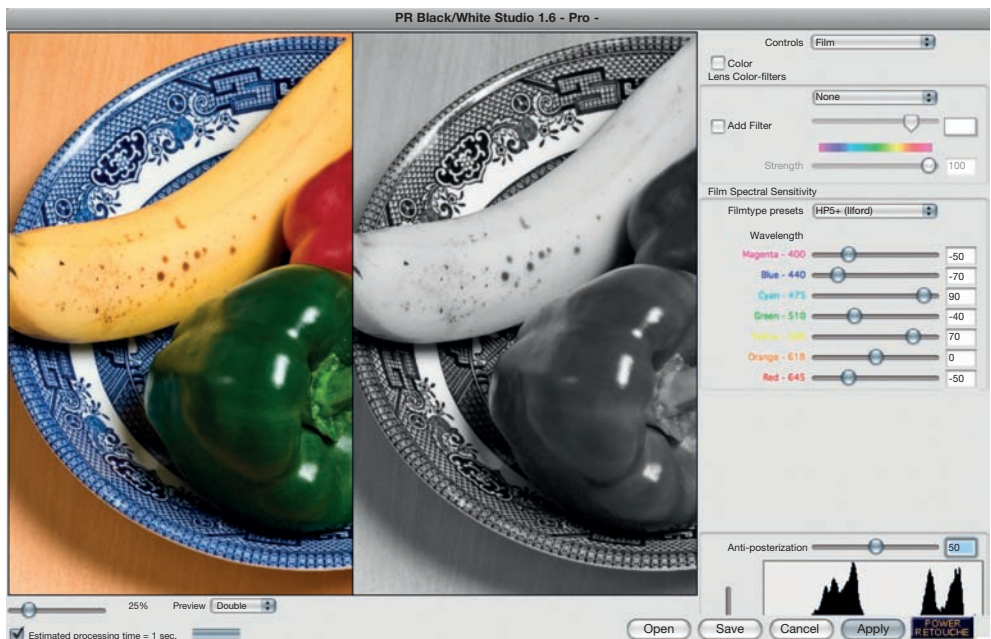 PR Black/White Studio 1.6 - Pro -
Controls Film
Color
Lens Color-filters
None
Add Filter
Strength 100
Film Spectral Sensitivity
Filmtype presets HP5+ (Ilford)
Wavelength
Magenta - 400 -50
Blue - 440 -70
Cyan - 475 90
Green - 510 -40
Yellow - 70
Orange - 618 0
Red - 645 -50
Anti-posterization 50
25% Preview Double
Estimated processing time = 1 sec.
Open Save Cancel Apply POWER RETOUCHE